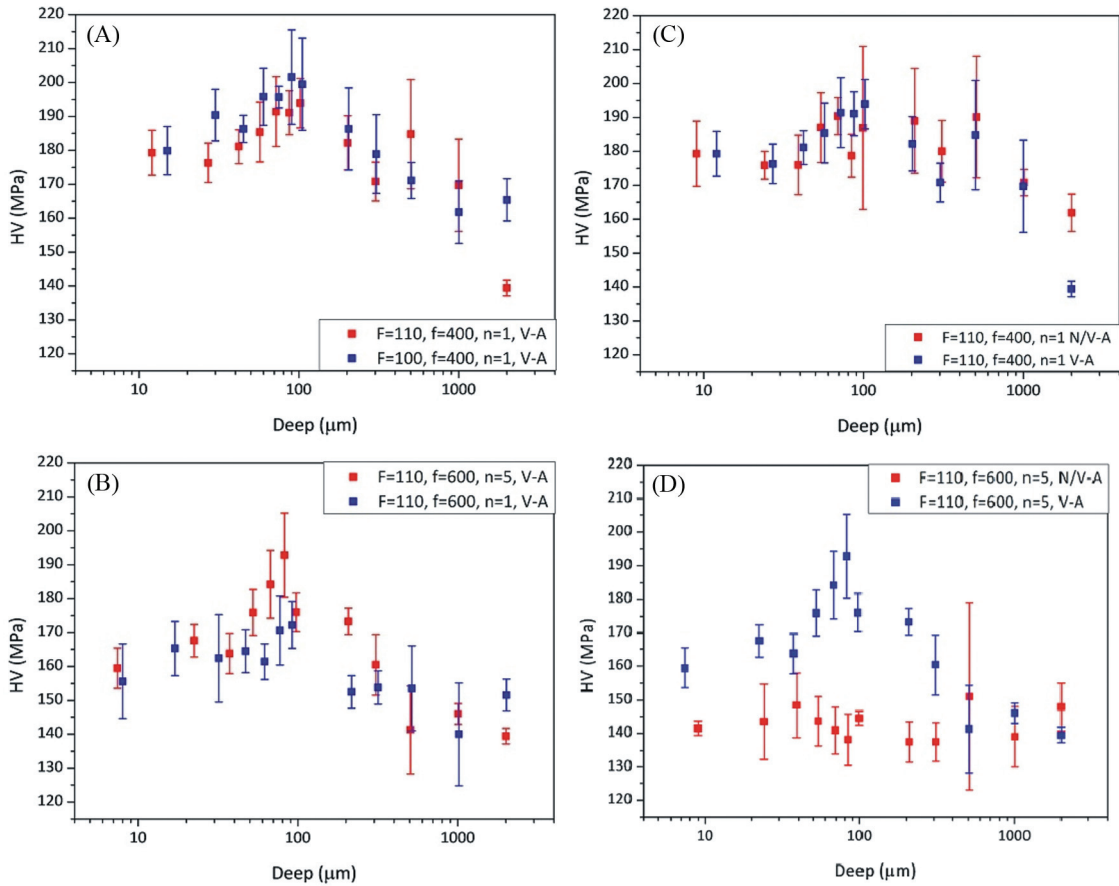 (A)
220
210
200
190
180
170
160
150
140
130
120
HV (MPa)
F=110, f=400, n=1, V-A
F=100, f=400, n=1, V-A
10
100
1000
Deep (μm)
(C)
220
210
200
190
180
170
160
150
140
130
120
HV (MPa)
F=110, f=400, n=1 N/V-A
F=110, f=400, n=1 V-A
10
100
1000
Deep (μm)
(B)
220
210
200
190
180
170
160
150
140
130
120
HV (MPa)
F=110, f=600, n=5, V-A
F=110, f=600, n=1, V-A
10
100
1000
Deep (μm)
(D)
220
210
200
190
180
170
160
150
140
130
120
HV (MPa)
F=110, f=600, n=5, N/V-A
F=110, f=600, n=5, V-A
10
100
1000
Deep (μm)